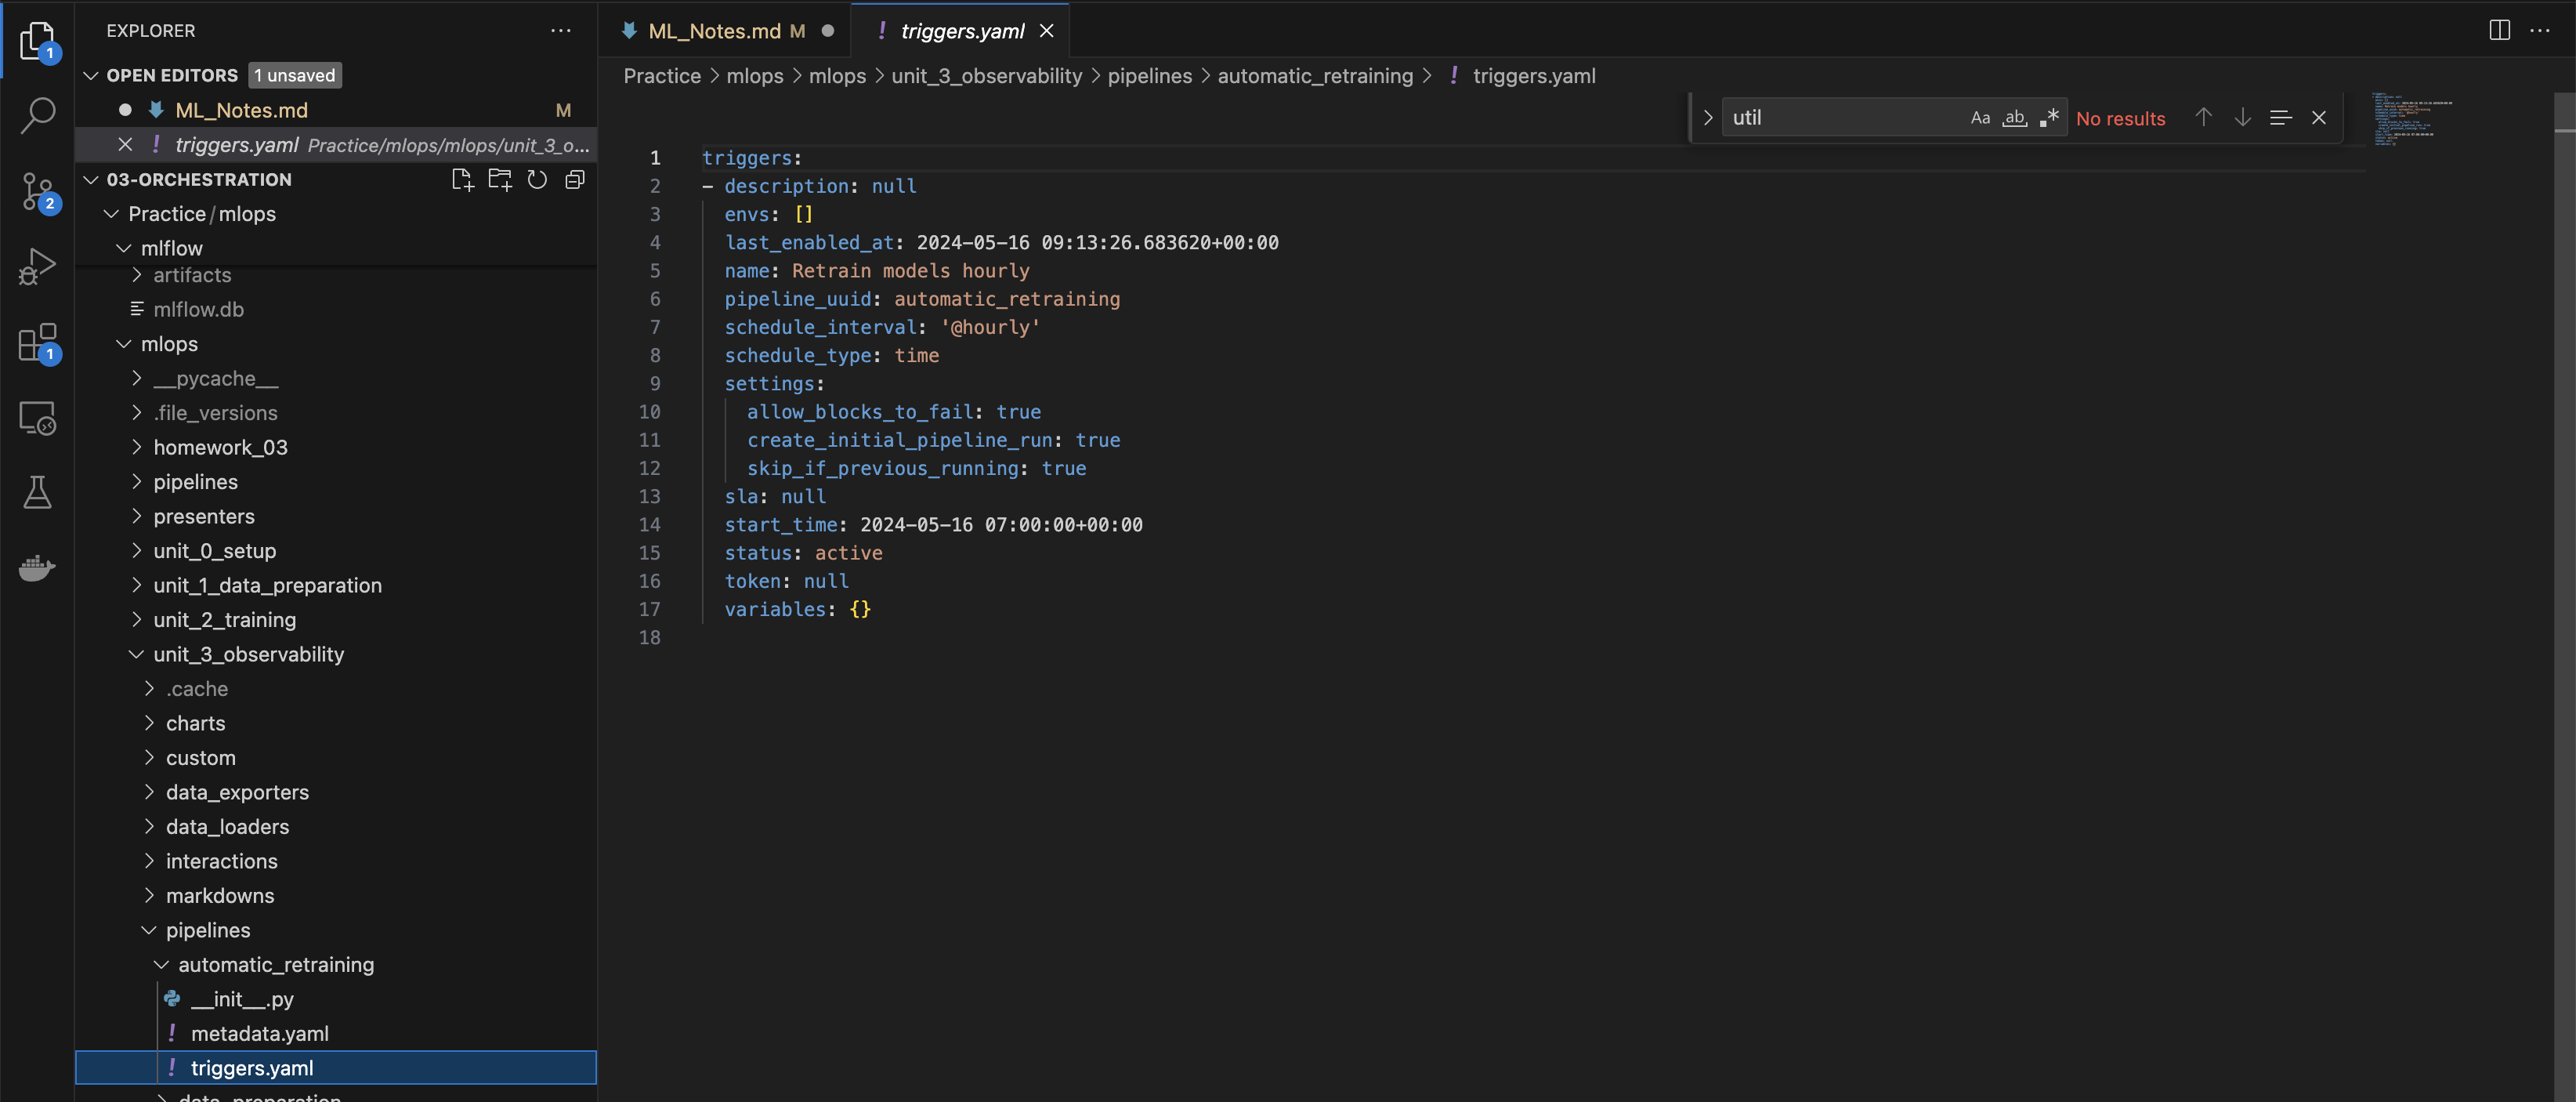 EXPLORER
OPEN EDITORS 1 unsaved
ML_Notes.md M
triggers.yaml Practice/mlops/mlops/unit_3_o...
03-ORCHESTRATION
Practice / mlops
mlflow
artifacts
mlflow.db
mlops
__pycache__
.file_versions
homework_03
pipelines
presenters
unit_0_setup
unit_1_data_preparation
unit_2_training
unit_3_observability
.cache
charts
custom
data_exporters
data_loaders
interactions
markdowns
pipelines
automatic_retraining
__init__.py
! metadata.yaml
! triggers.yaml
data_preparation
1
2
1
ML_Notes.md M
! triggers.yaml
Practice > mlops > mlops > unit_3_observability > pipelines > automatic_retraining > ! triggers.yaml
util Aa ab .* No results
1 triggers:
2 - description: null
3 envs: []
4 last_enabled_at: 2024-05-16 09:13:26.683620+00:00
5 name: Retrain models hourly
6 pipeline_uuid: automatic_retraining
7 schedule_interval: '@hourly'
8 schedule_type: time
9 settings:
10 allow_blocks_to_fail: true
11 create_initial_pipeline_run: true
12 skip_if_previous_running: true
13 sla: null
14 start_time: 2024-05-16 07:00:00+00:00
15 status: active
16 token: null
17 variables: {}
18